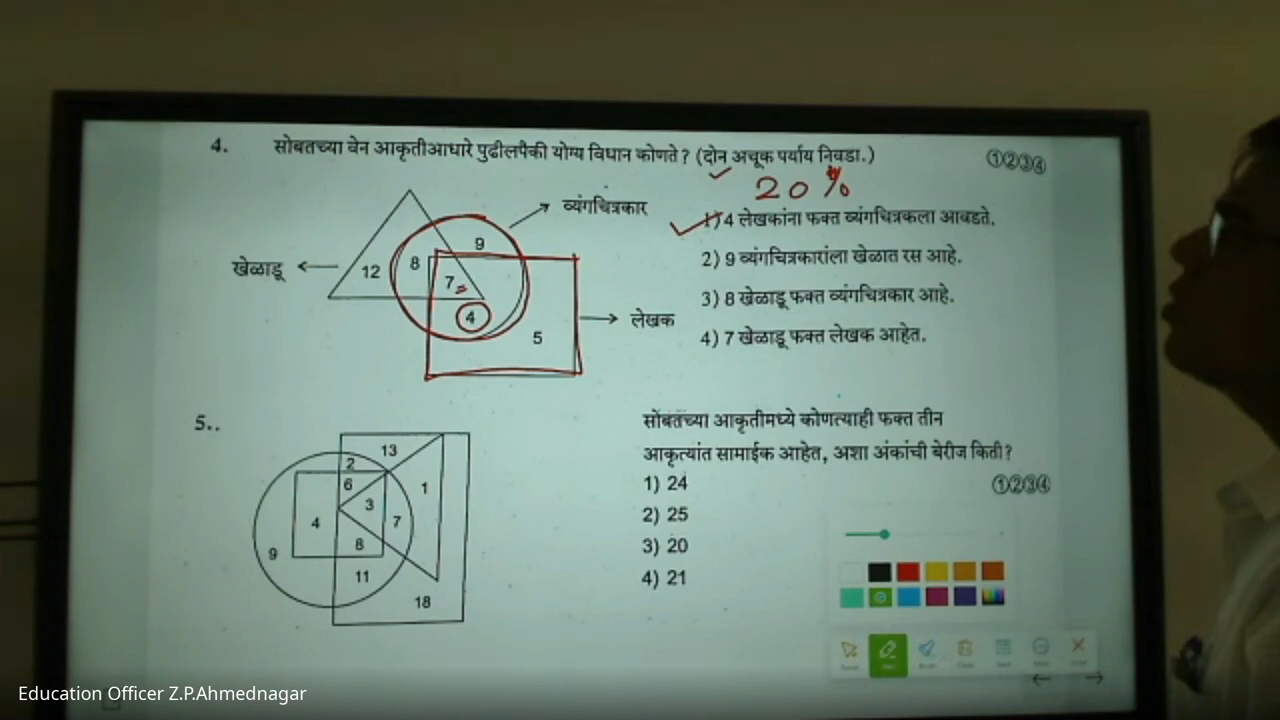 4. सोबतच्या वेन आकृतीआधारे पुढीलपैकी योग्य विधान कोणते? (दोन अचूक पर्याय निवडा.) ①②③④
20%
व्यंगचित्रकार
1) 4 लेखकांना फक्त व्यंगचित्रकला आवडते.
9
2) 9 व्यंगचित्रकारांला खेळात रस आहे.
खेळाडू
12
8
7
3) 8 खेळाडू फक्त व्यंगचित्रकार आहे.
4
लेखक
5
4) 7 खेळाडू फक्त लेखक आहेत.
5..
सोबतच्या आकृतीमध्ये कोणत्याही फक्त तीन
आकृत्यांत सामाईक आहेत, अशा अंकांची बेरीज किती?
13
2
6
1
3
4
7
9
8
11
18
1) 24 ①②③④
2) 25
3) 20
4) 21
Education Officer Z.P.Ahmednagar